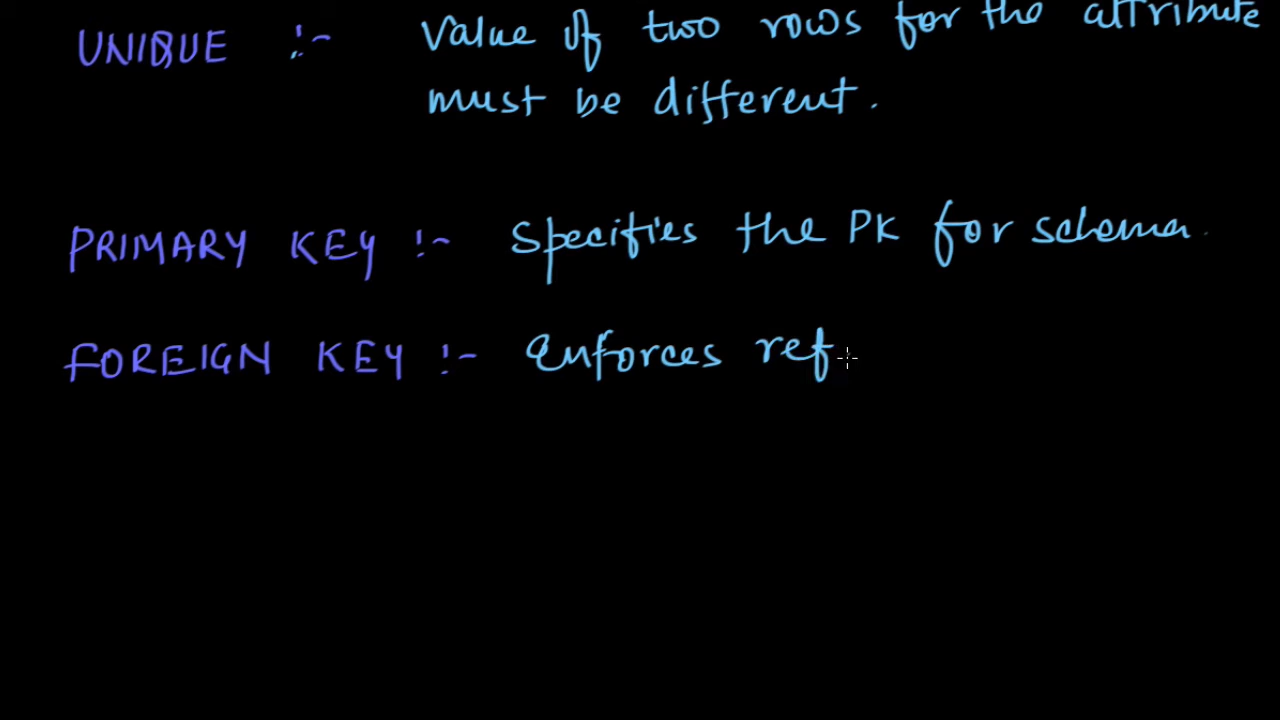 UNIQUE :- Value of two rows for the attribute
must be different.
PRIMARY KEY :- Specifies the PK for schema.
FOREIGN KEY :- Enforces ref